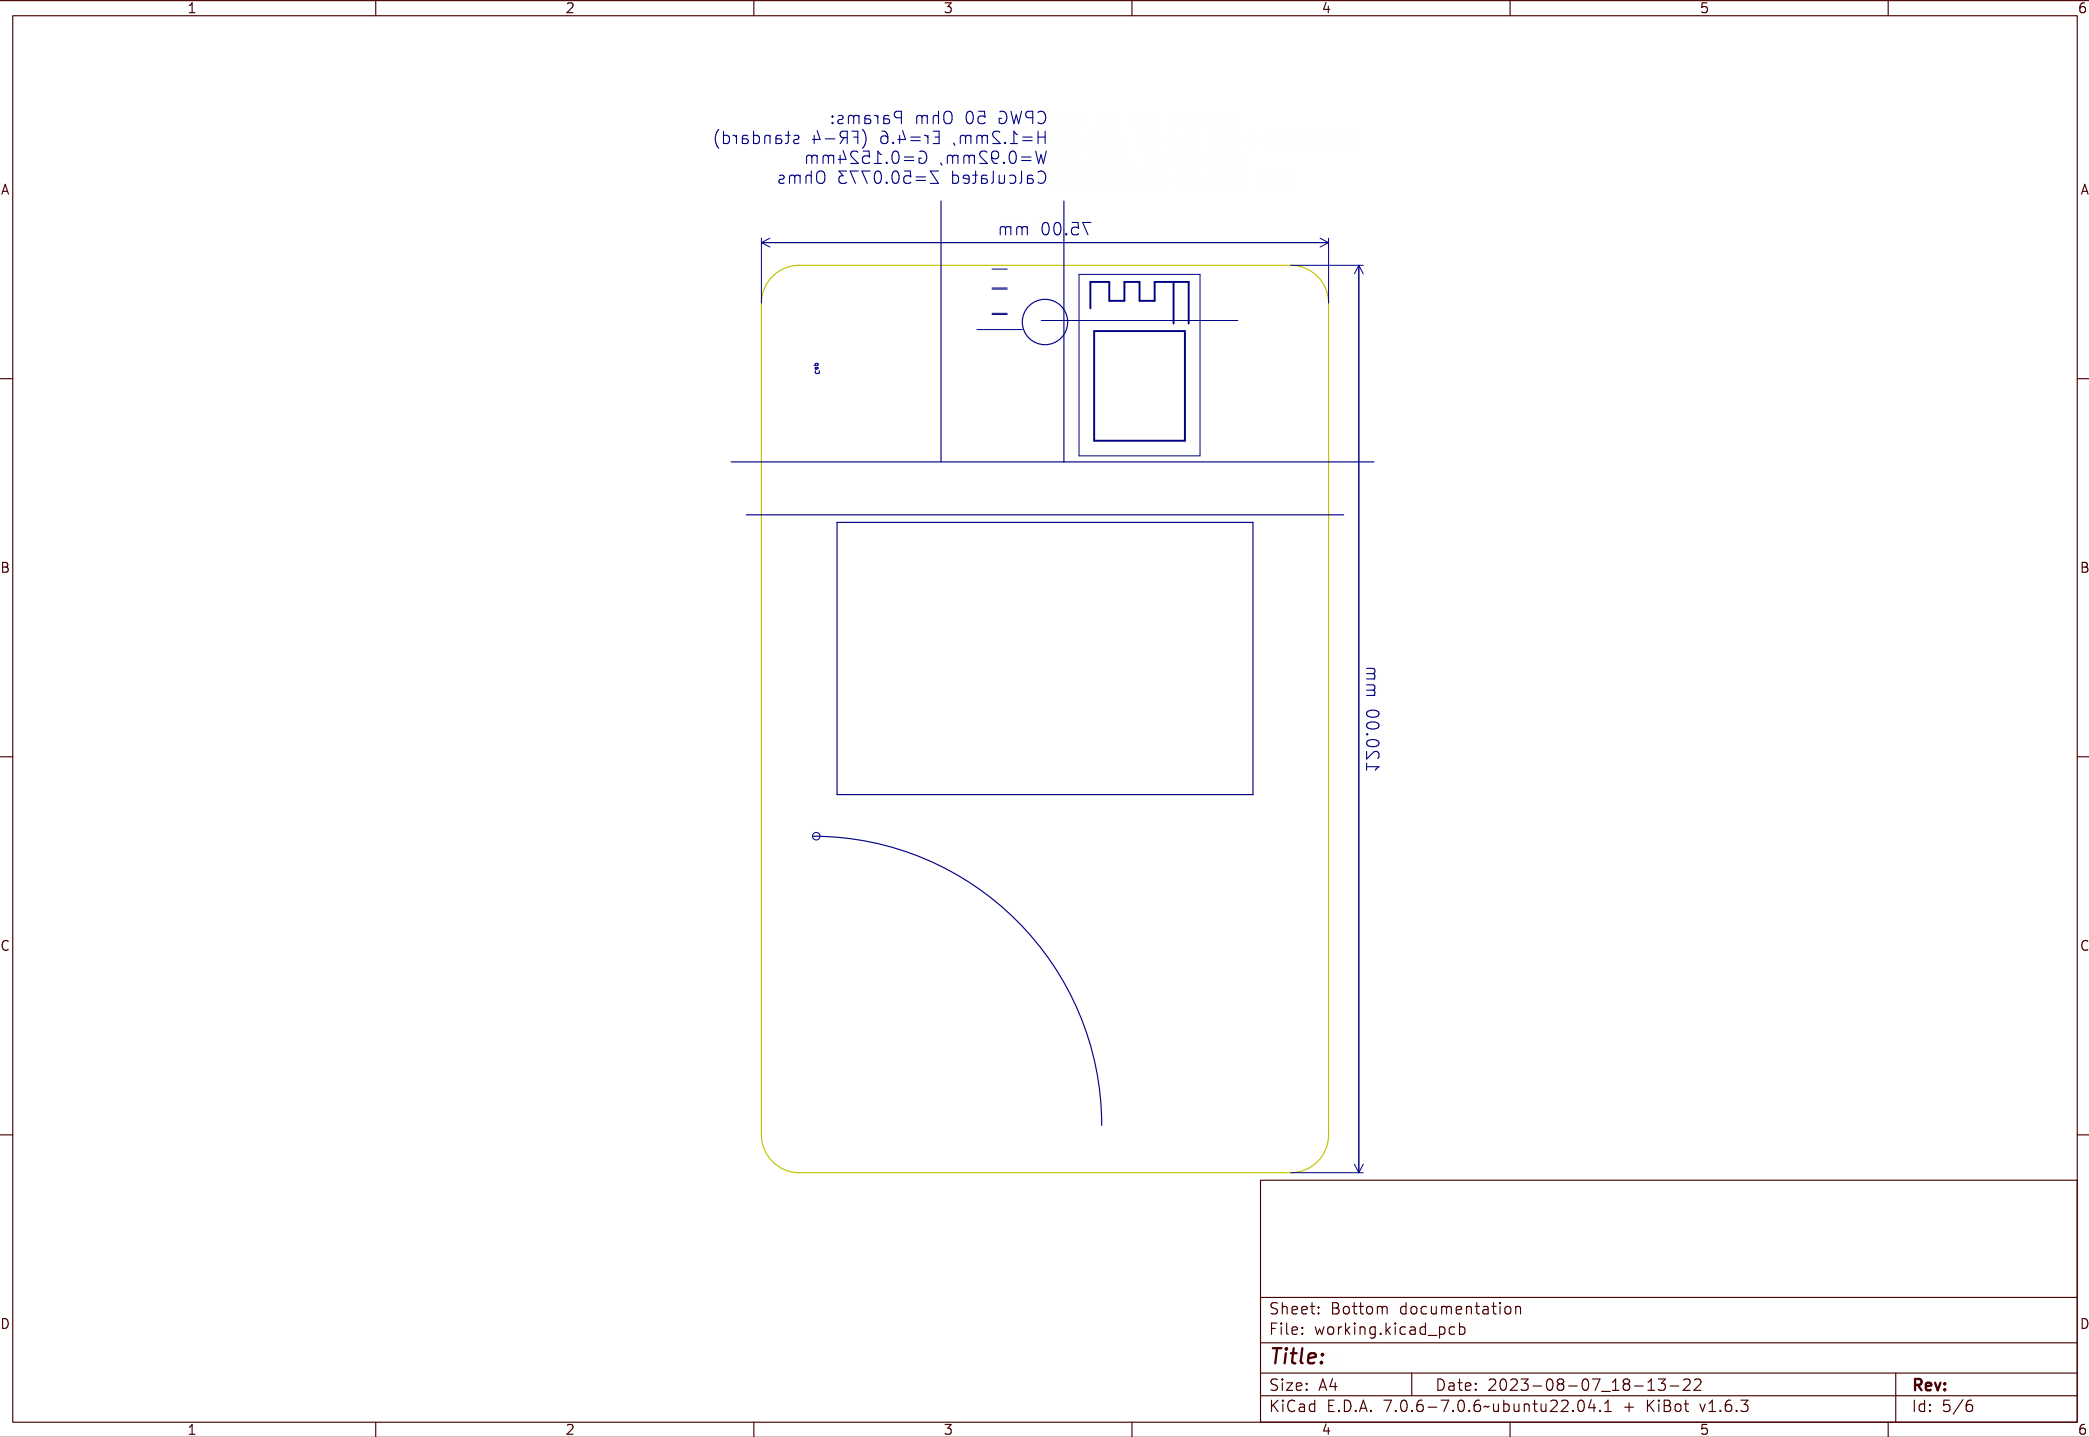 1 2 3 4 5 6
CPWG 50 Ohm Params:
H=1.2mm, Er=4.6 (FR-4 standard)
W=0.92mm, G=0.1524mm
Calculated Z=50.0773 Ohms
A A
75.00 mm
B B
120.00 mm
C C
Sheet: Bottom documentation
File: working.kicad_pcb
D D
Title:
Size: A4 Date: 2023-08-07_18-13-22 Rev:
KiCad E.D.A. 7.0.6-7.0.6~ubuntu22.04.1 + KiBot v1.6.3 Id: 5/6
1 2 3 4 5 6